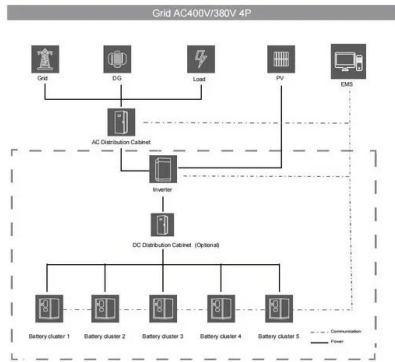 Grid AC400V/380V 4P
Grid
DG
Load
PV
EMS
AC Distribution Cabinet
Inverter
DC Distribution Cabinet (Optional)
Battery cluster 1
Battery cluster 2
Battery cluster 3
Battery cluster 4
Battery cluster 5
Communication
Power